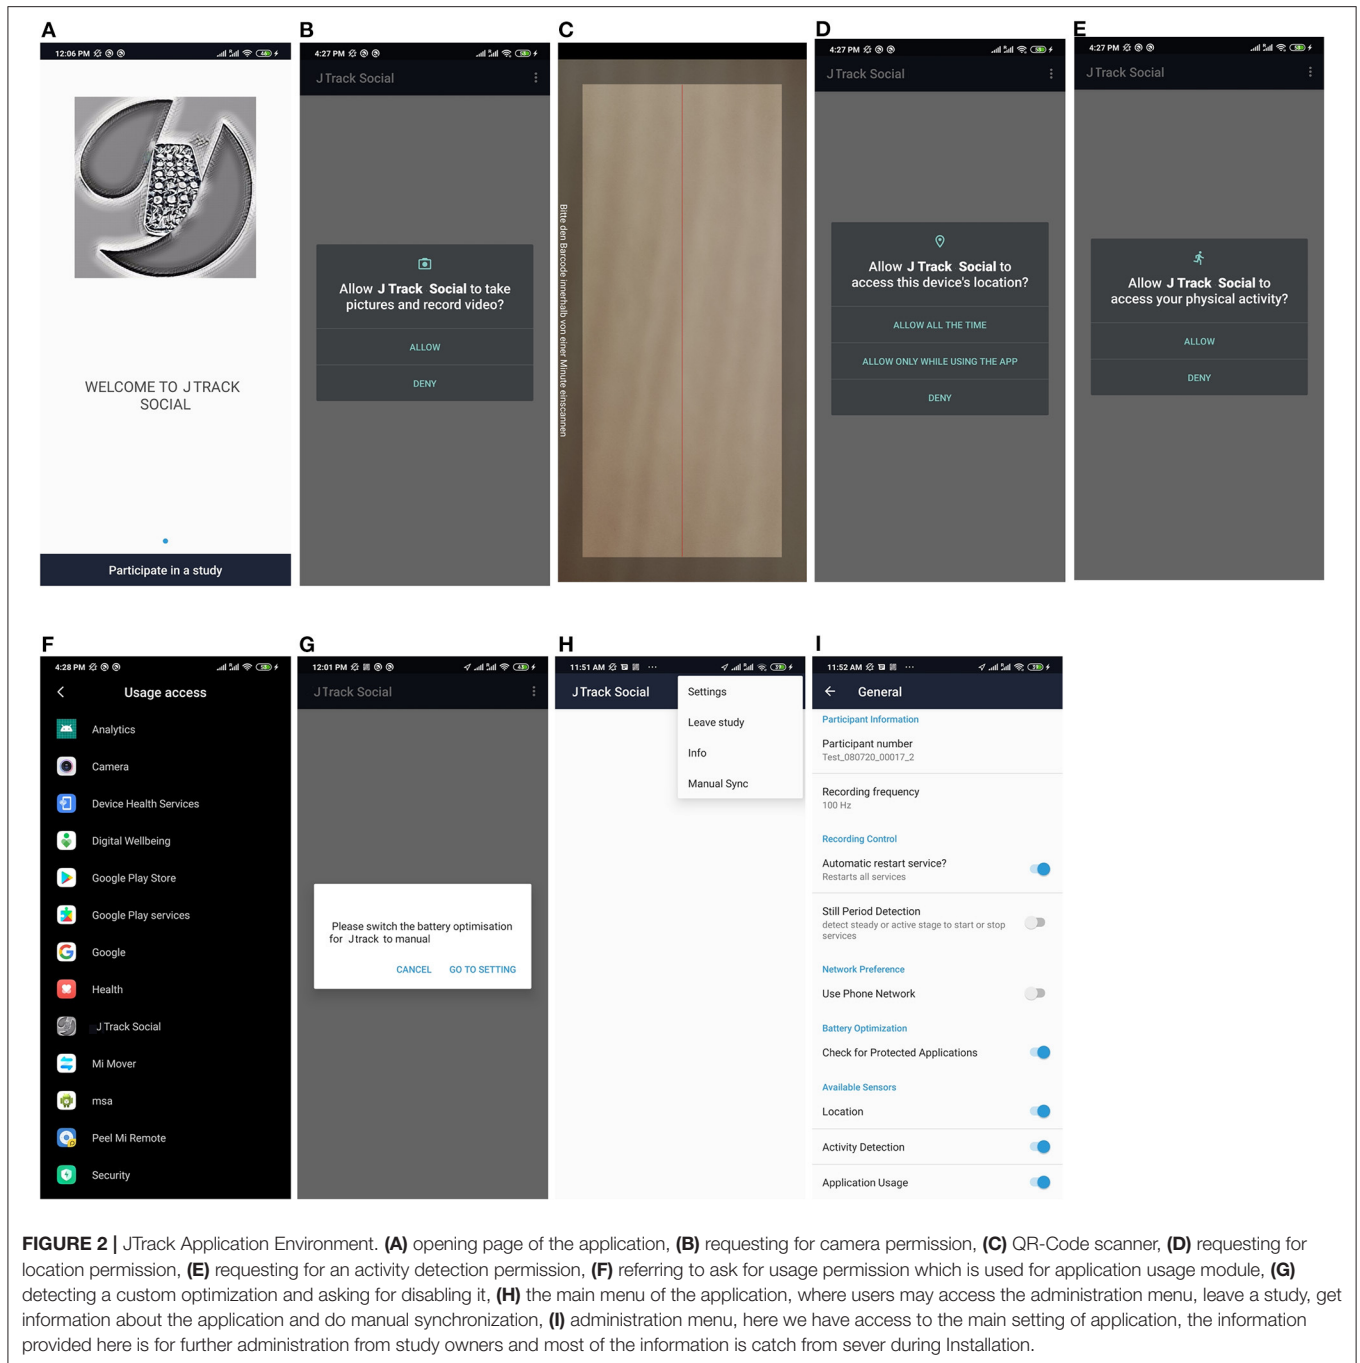 A
12:06 PM
48
WELCOME TO J TRACK
SOCIAL
Participate in a study
B
4:27 PM
58
J Track Social
Allow J Track Social to take
pictures and record video?
ALLOW
DENY
C
Bitte den Barcode innerhalb von einer Minute einscannen
D
4:27 PM
58
J Track Social
Allow J Track Social to
access this device's location?
ALLOW ALL THE TIME
ALLOW ONLY WHILE USING THE APP
DENY
E
4:27 PM
58
J Track Social
Allow J Track Social to
access your physical activity?
ALLOW
DENY
F
4:28 PM
58
Usage access
Analytics
Camera
Device Health Services
Digital Wellbeing
Google Play Store
Google Play services
Google
Health
J Track Social
Mi Mover
msa
Peel Mi Remote
Security
G
12:01 PM
43
J Track Social
Please switch the battery optimisation
for Jtrack to manual
CANCEL GO TO SETTING
H
11:51 AM
39
J Track Social
Settings
Leave study
Info
Manual Sync
I
11:52 AM
39
General
Participant Information
Participant number
Test_080720_00017_2
Recording frequency
100 Hz
Recording Control
Automatic restart service?
Restarts all services
Still Period Detection
detect steady or active stage to start or stop
services
Network Preference
Use Phone Network
Battery Optimization
Check for Protected Applications
Available Sensors
Location
Activity Detection
Application Usage
FIGURE 2 | JTrack Application Environment. (A) opening page of the application, (B) requesting for camera permission, (C) QR-Code scanner, (D) requesting for
location permission, (E) requesting for an activity detection permission, (F) referring to ask for usage permission which is used for application usage module, (G)
detecting a custom optimization and asking for disabling it, (H) the main menu of the application, where users may access the administration menu, leave a study, get
information about the application and do manual synchronization, (I) administration menu, here we have access to the main setting of application, the information
provided here is for further administration from study owners and most of the information is catch from sever during Installation.